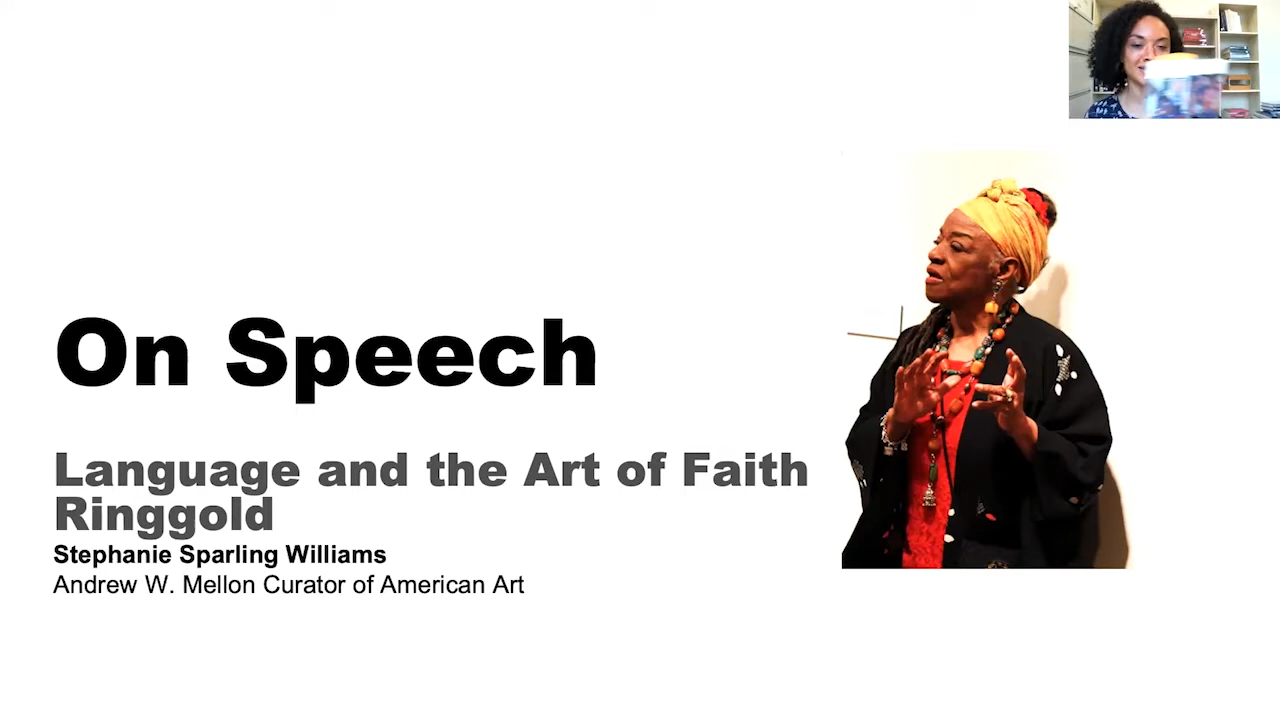 On Speech
Language and the Art of Faith
Ringgold
Stephanie Sparling Williams
Andrew W. Mellon Curator of American Art